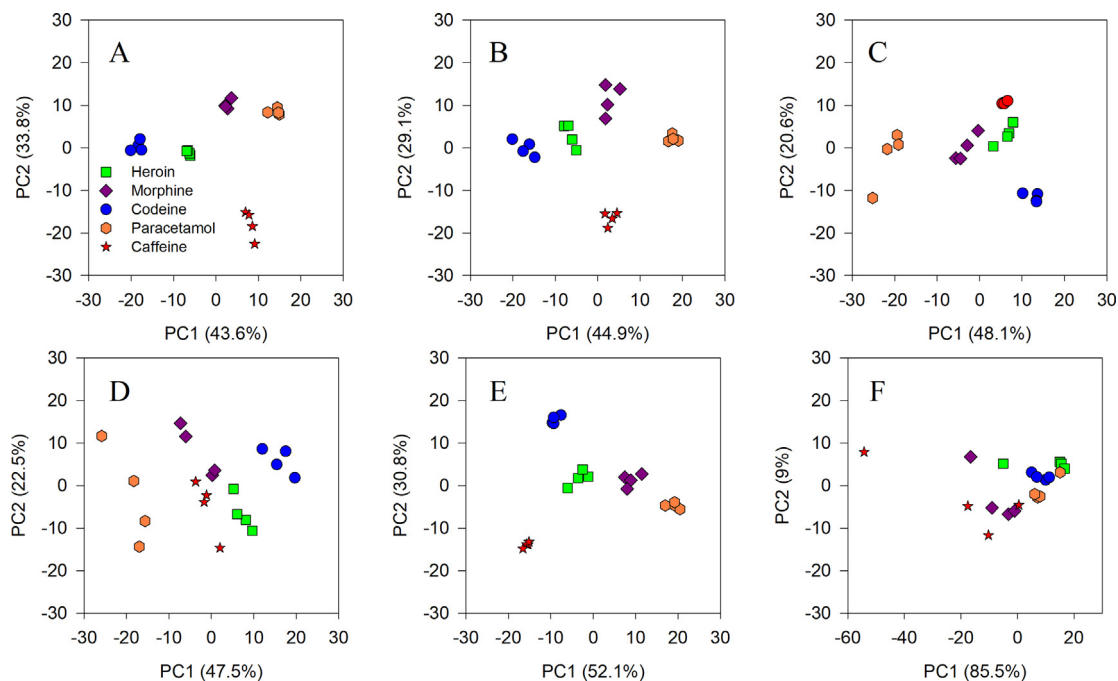 A
30
20
10
0
-10
-20
-30
-30 -20 -10 0 10 20 30
PC2 (33.8%)
PC1 (43.6%)
Heroin
Morphine
Codeine
Paracetamol
Caffeine
B
30
20
10
0
-10
-20
-30
-30 -20 -10 0 10 20 30
PC2 (29.1%)
PC1 (44.9%)
C
30
20
10
0
-10
-20
-30
-30 -20 -10 0 10 20 30
PC2 (20.6%)
PC1 (48.1%)
D
30
20
10
0
-10
-20
-30
-30 -20 -10 0 10 20 30
PC2 (22.5%)
PC1 (47.5%)
E
30
20
10
0
-10
-20
-30
-30 -20 -10 0 10 20 30
PC2 (30.8%)
PC1 (52.1%)
F
30
20
10
0
-10
-20
-30
-60 -40 -20 0 20
PC2 (9%)
PC1 (85.5%)